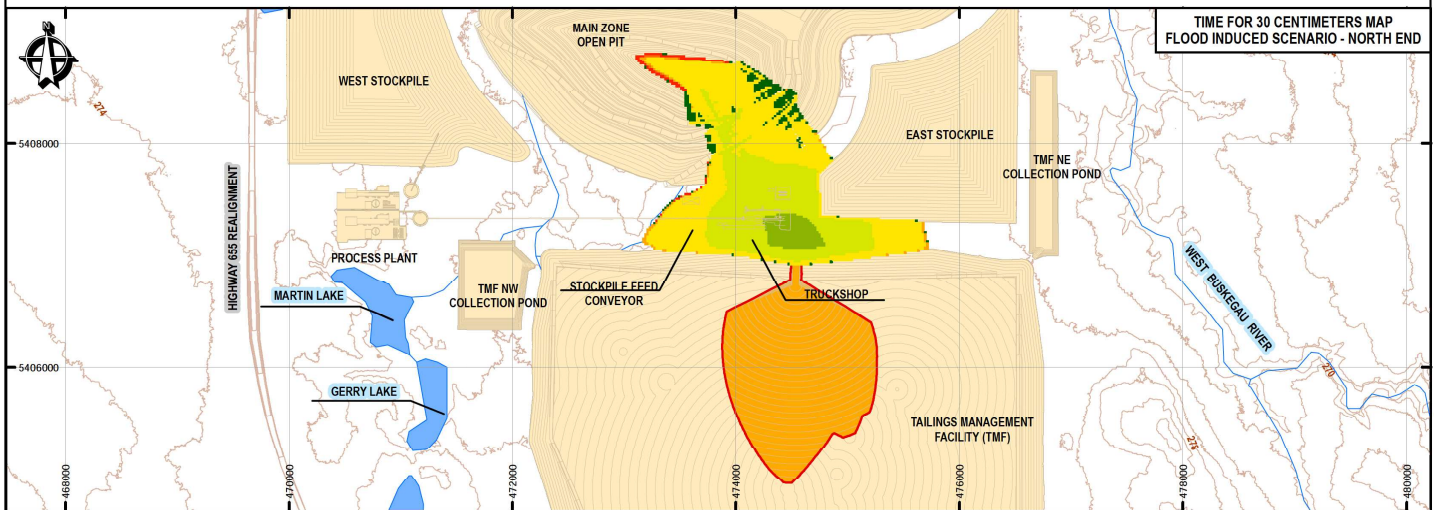 TIME FOR 30 CENTIMETERS MAP
FLOOD INDUCED SCENARIO - NORTH END
N
MAIN ZONE
OPEN PIT
WEST STOCKPILE
274
5408000
EAST STOCKPILE
TMF NE
COLLECTION POND
HIGHWAY 655 REALIGNMENT
PROCESS PLANT
MARTIN LAKE
TMF NW
COLLECTION POND
STOCKPILE FEED
CONVEYOR
TRUCKSHOP
WEST BUSKEGAU RIVER
5406000
270
GERRY LAKE
TAILINGS MANAGEMENT
FACILITY (TMF)
274
468000
470000
472000
474000
476000
478000
480000